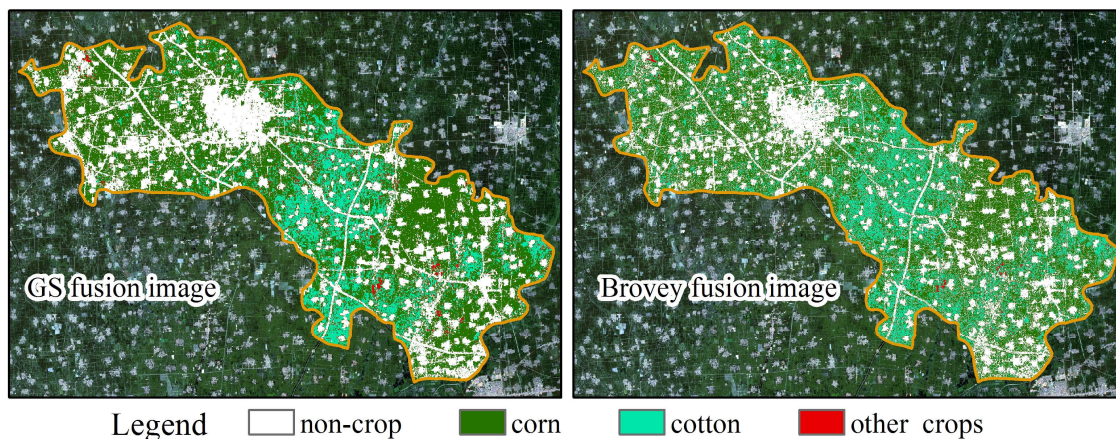 GS fusion image
Brovey fusion image
Legend non-crop corn cotton other crops